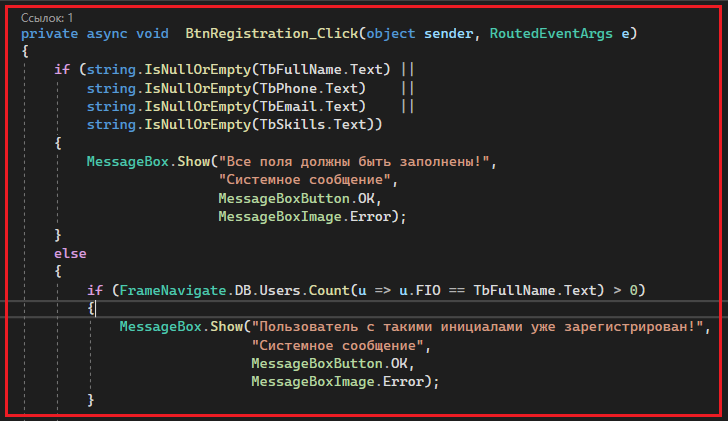 Ссылок: 1
private async void  BtnRegistration_Click(object sender, RoutedEventArgs e)
{
    if (string.IsNullOrEmpty(TbFullName.Text) ||
        string.IsNullOrEmpty(TbPhone.Text)    ||
        string.IsNullOrEmpty(TbEmail.Text)    ||
        string.IsNullOrEmpty(TbSkills.Text))
    {
        MessageBox.Show("Все поля должны быть заполнены!",
                        "Системное сообщение",
                        MessageBoxButton.OK,
                        MessageBoxImage.Error);
    }
    else
    {
        if (FrameNavigate.DB.Users.Count(u => u.FIO == TbFullName.Text) > 0)
        {
            MessageBox.Show("Пользователь с такими инициалами уже зарегистрирован!",
                            "Системное сообщение",
                            MessageBoxButton.OK,
                            MessageBoxImage.Error);
        }